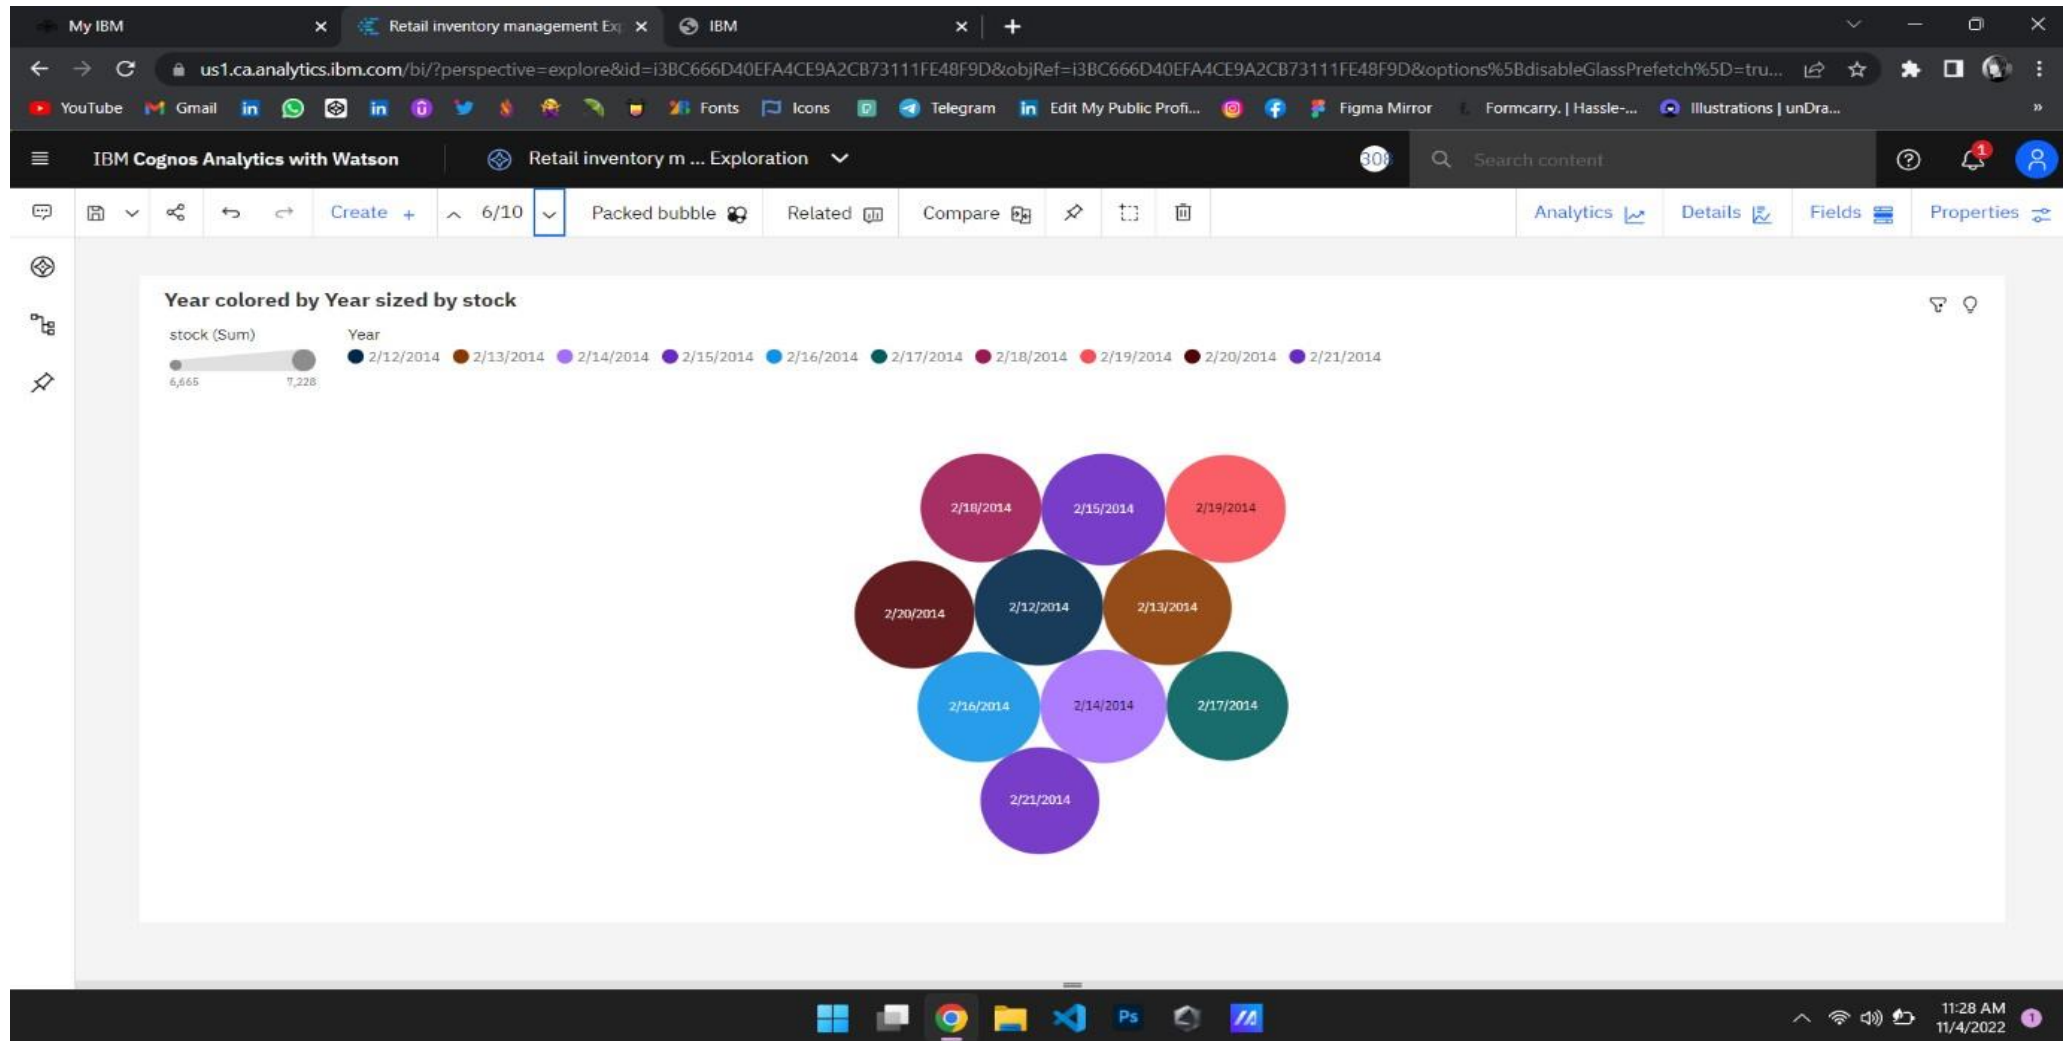 My IBM
Retail inventory management Ex
IBM
us1.ca.analytics.ibm.com/bi/?perspective=explore&id=i3BC666D40EFA4CE9A2CB73111FE48F9D&objRef=i3BC666D40EFA4CE9A2CB73111FE48F9D&options%5BdisableGlassPrefetch%5D=tru...
YouTube Gmail Fonts Icons Telegram Edit My Public Profi... Figma Mirror Formcarry. | Hassle-... Illustrations | unDra... »
IBM Cognos Analytics with Watson
Retail inventory m ... Exploration
308
Search content
1
Create + 6/10 Packed bubble Related Compare Analytics Details Fields Properties
Year colored by Year sized by stock
stock (Sum) Year
2/12/2014 2/13/2014 2/14/2014 2/15/2014 2/16/2014 2/17/2014 2/18/2014 2/19/2014 2/20/2014 2/21/2014
6,665 7,228
2/18/2014 2/15/2014 2/19/2014
2/20/2014 2/12/2014 2/13/2014
2/16/2014 2/14/2014 2/17/2014
2/21/2014
Ps
11:28 AM
11/4/2022
1